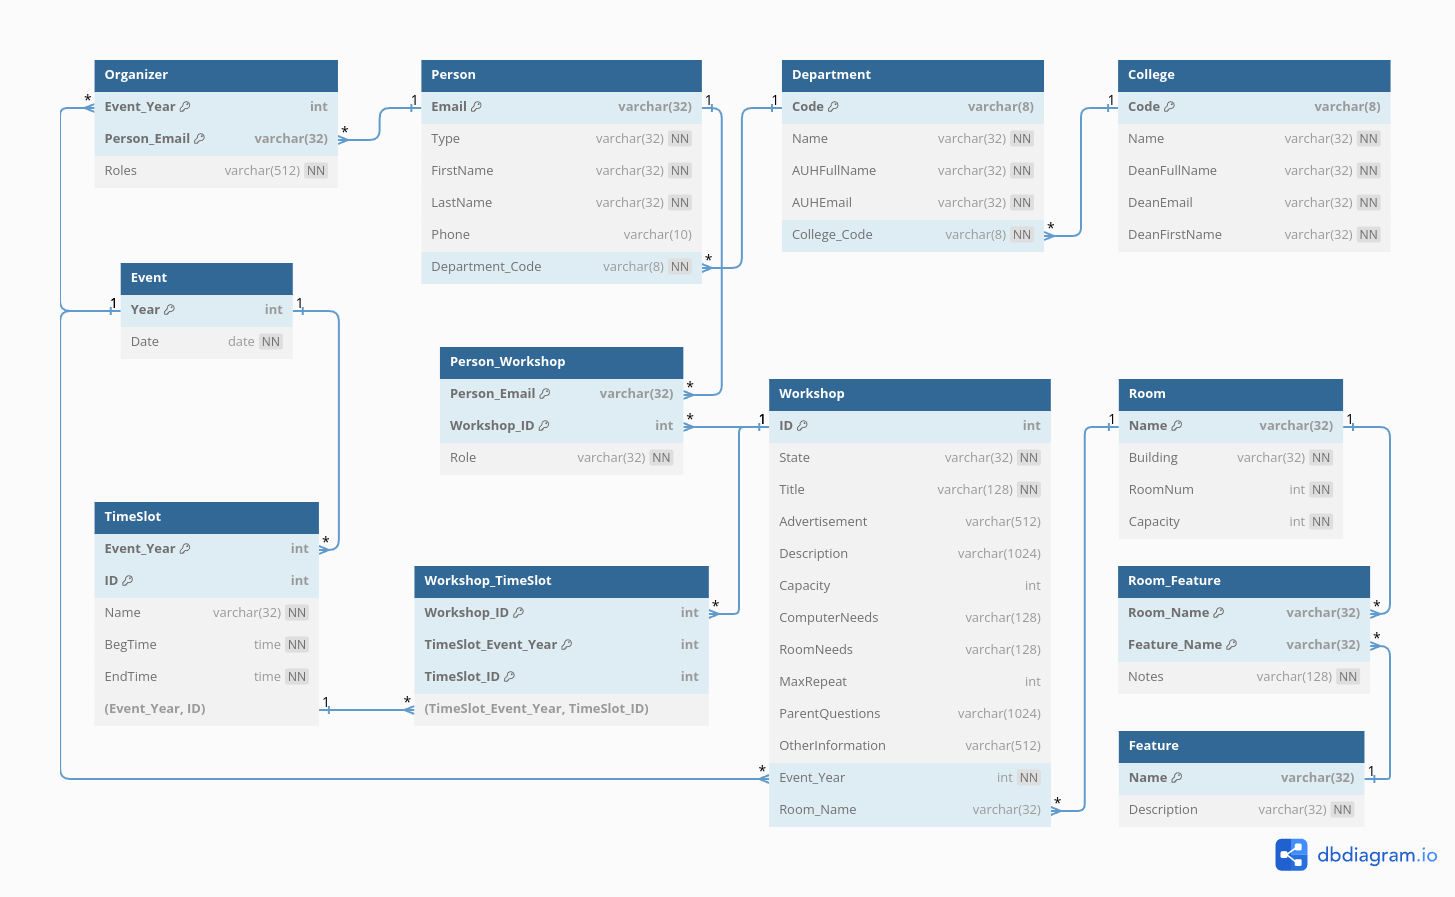 Organizer
Event_Year int
Person_Email varchar(32)
Roles varchar(512) NN
* *
Person
Email varchar(32)
Type varchar(32) NN
FirstName varchar(32) NN
LastName varchar(32) NN
Phone varchar(10)
Department_Code varchar(8) NN
1 1 *
Department
Code varchar(8)
Name varchar(32) NN
AUHFullName varchar(32) NN
AUHEmail varchar(32) NN
College_Code varchar(8) NN
1 *
College
Code varchar(8)
Name varchar(32) NN
DeanFullName varchar(32) NN
DeanEmail varchar(32) NN
DeanFirstName varchar(32) NN
1
Event
Year int
Date date NN
1 1
Person_Workshop
Person_Email varchar(32)
Workshop_ID int
Role varchar(32) NN
* *
Workshop
ID int
State varchar(32) NN
Title varchar(128) NN
Advertisement varchar(512)
Description varchar(1024)
Capacity int
ComputerNeeds varchar(128)
RoomNeeds varchar(128)
MaxRepeat int
ParentQuestions varchar(1024)
OtherInformation varchar(512)
Event_Year int NN
Room_Name varchar(32)
1 * *
Room
Name varchar(32)
Building varchar(32) NN
RoomNum int NN
Capacity int NN
1 1
TimeSlot
Event_Year int
ID int
Name varchar(32) NN
BegTime time NN
EndTime time NN
(Event_Year, ID)
* 1
Workshop_TimeSlot
Workshop_ID int
TimeSlot_Event_Year int
TimeSlot_ID int
(TimeSlot_Event_Year, TimeSlot_ID)
* *
Room_Feature
Room_Name varchar(32)
Feature_Name varchar(32)
Notes varchar(128) NN
* *
Feature
Name varchar(32)
Description varchar(32) NN
1
dbdiagram.io